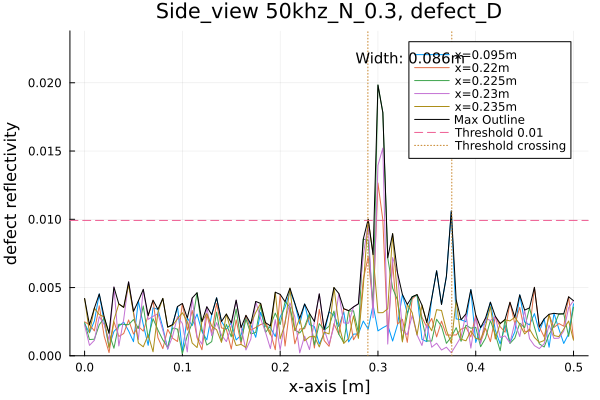 Side_view 50khz_N_0.3, defect_D
Width: 0.086m
x=0.095m
x=0.22m
x=0.225m
x=0.23m
x=0.235m
Max Outline
Threshold 0.01
Threshold crossing
defect reflectivity
0.020
0.015
0.010
0.005
0.000
0.0
0.1
0.2
0.3
0.4
0.5
x-axis [m]